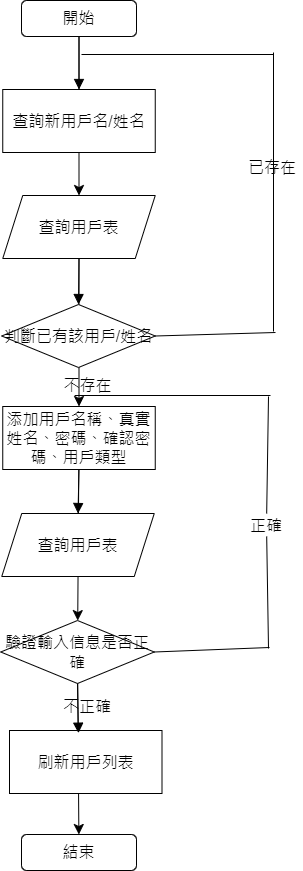 開始
查詢新用戶名/姓名
已存在
查詢用戶表
判斷已有該用戶/姓名
不存在
添加用戶名稱、真實
姓名、密碼、確認密
碼、用戶類型
正確
查詢用戶表
驗證輸入信息是否正
確
不正確
刷新用戶列表
結束